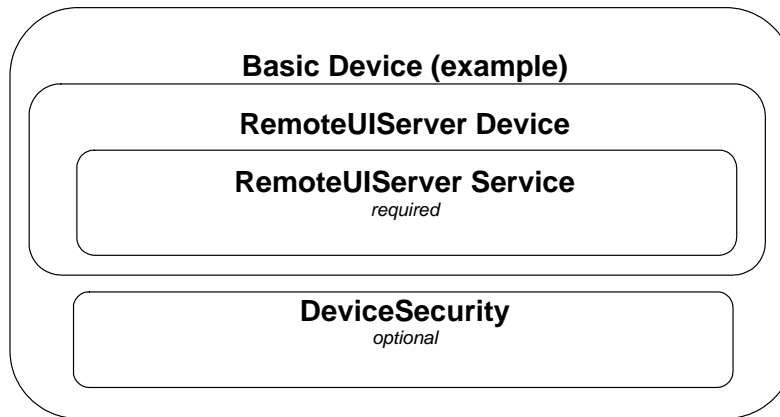 Basic Device (example)
RemoteUIServer Device
RemoteUIServer Service
required
DeviceSecurity
optional